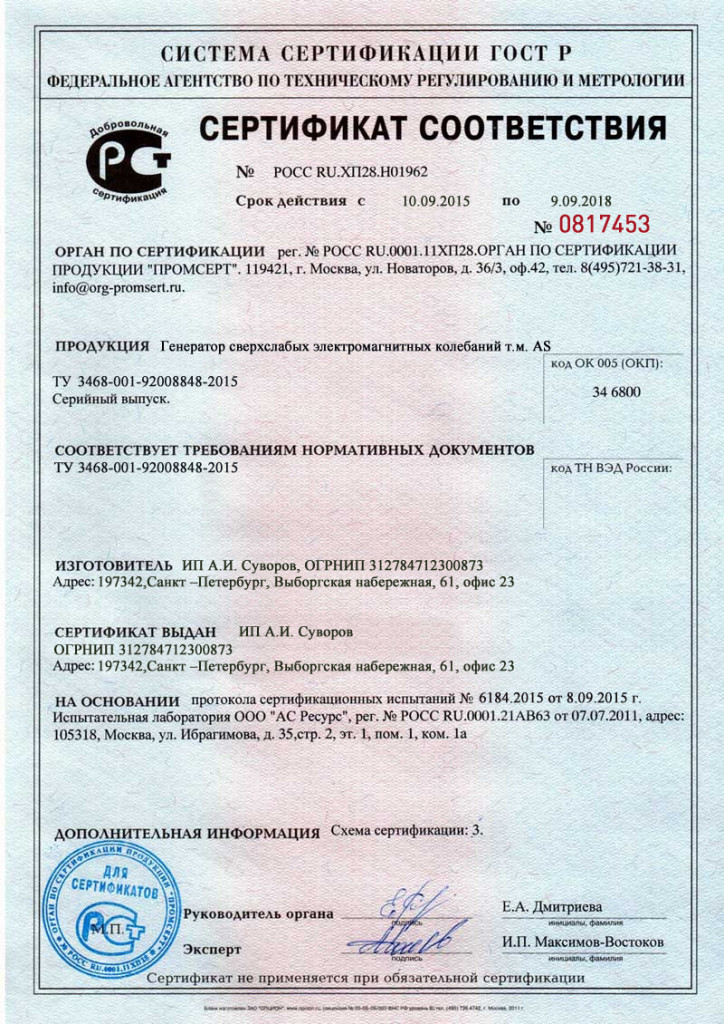 СИСТЕМА СЕРТИФИКАЦИИ ГОСТ Р
ФЕДЕРАЛЬНОЕ АГЕНТСТВО ПО ТЕХНИЧЕСКОМУ РЕГУЛИРОВАНИЮ И МЕТРОЛОГИИ
Добровольная
РСТ
сертификация
СЕРТИФИКАТ СООТВЕТСТВИЯ
№ РОСС RU.ХП28.Н01962
Срок действия с 10.09.2015 по 9.09.2018
№ 0817453
ОРГАН ПО СЕРТИФИКАЦИИ рег. № РОСС RU.0001.11ХП28.ОРГАН ПО СЕРТИФИКАЦИИ
ПРОДУКЦИИ "ПРОМСЕРТ". 119421, г. Москва, ул. Новаторов, д. 36/3, оф.42, тел. 8(495)721-38-31,
info@org-promsert.ru.
ПРОДУКЦИЯ Генератор сверхслабых электромагнитных колебаний т.м. AS
код ОК 005 (ОКП):
34 6800
ТУ 3468-001-92008848-2015
Серийный выпуск.
СООТВЕТСТВУЕТ ТРЕБОВАНИЯМ НОРМАТИВНЫХ ДОКУМЕНТОВ
ТУ 3468-001-92008848-2015
код ТН ВЭД России:
ИЗГОТОВИТЕЛЬ ИП А.И. Суворов, ОГРНИП 312784712300873
Адрес: 197342,Санкт –Петербург, Выборгская набережная, 61, офис 23
СЕРТИФИКАТ ВЫДАН ИП А.И. Суворов
ОГРНИП 312784712300873
Адрес: 197342,Санкт –Петербург, Выборгская набережная, 61, офис 23
НА ОСНОВАНИИ протокола сертификационных испытаний № 6184.2015 от 8.09.2015 г.
Испытательная лаборатория ООО "АС Ресурс", рег. № РОСС RU.0001.21АВ63 от 07.07.2011, адрес:
105318, Москва, ул. Ибрагимова, д. 35,стр. 2, эт. 1, пом. 1, ком. 1а
ДОПОЛНИТЕЛЬНАЯ ИНФОРМАЦИЯ Схема сертификации: 3.
ОРГАН ПО СЕРТИФИКАЦИИ ПРОДУКЦИИ "ПРОМСЕРТ"
№ РОСС RU.0001.11ХП28
ДЛЯ
СЕРТИФИКАТОВ
РСТ
М.П.
Руководитель органа
подпись
Е.А. Дмитриева
инициалы, фамилия
Эксперт
подпись
И.П. Максимов-Востоков
инициалы, фамилия
Сертификат не применяется при обязательной сертификации